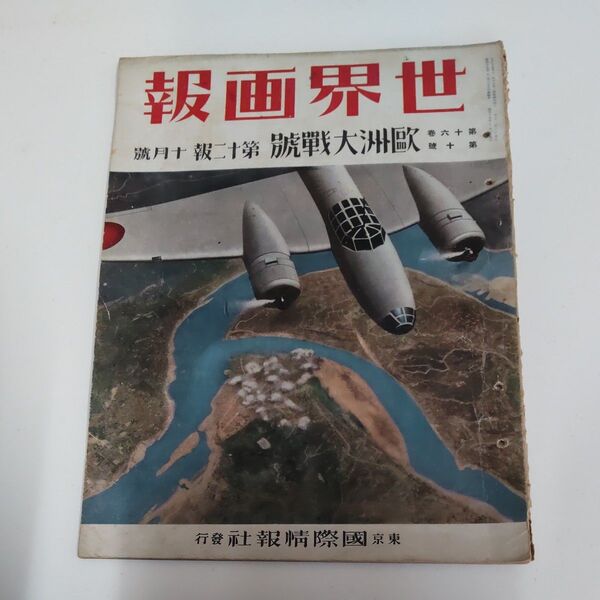 世界画報
第十六卷
第十號
歐洲大戰號 第十二報 十月號
東京 國際情報社 發行